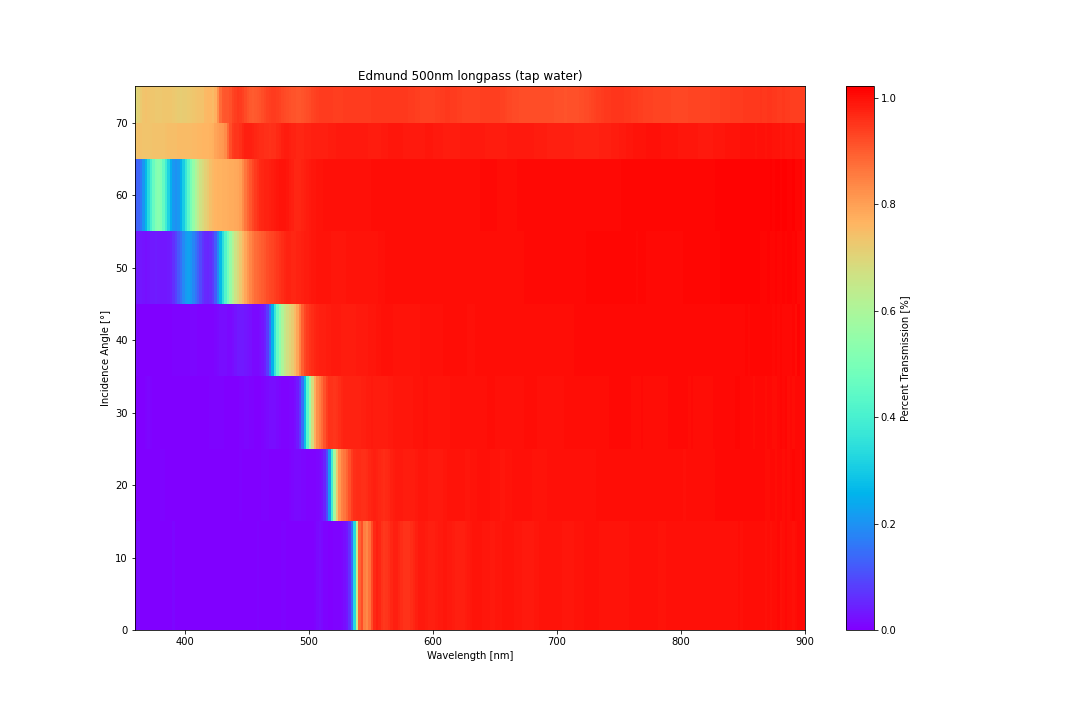 Edmund 500nm longpass (tap water)
Incidence Angle [°]
70
60
50
40
30
20
10
0
400 500 600 700 800 900
Wavelength [nm]
1.0
0.8
0.6
0.4
0.2
0.0
Percent Transmission [%]